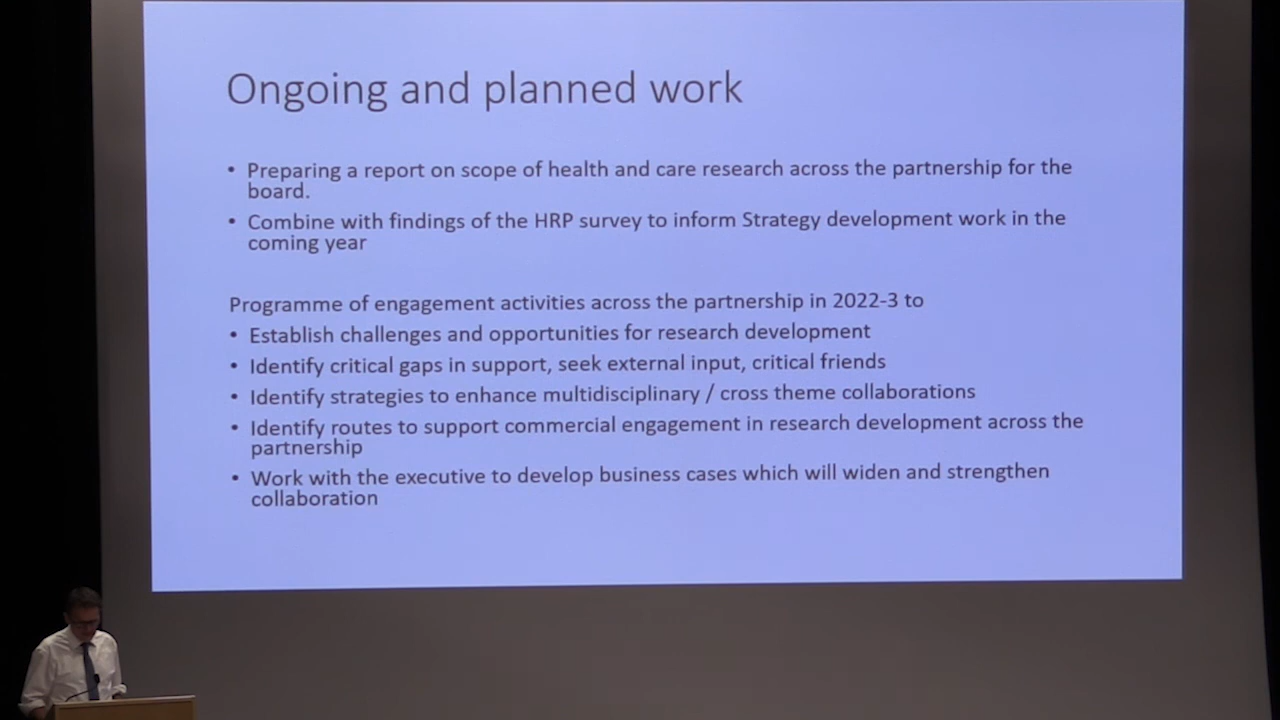 Ongoing and planned work
• Preparing a report on scope of health and care research across the partnership for the
board.
• Combine with findings of the HRP survey to inform Strategy development work in the
coming year
Programme of engagement activities across the partnership in 2022-3 to
• Establish challenges and opportunities for research development
• Identify critical gaps in support, seek external input, critical friends
• Identify strategies to enhance multidisciplinary / cross theme collaborations
• Identify routes to support commercial engagement in research development across the
partnership
• Work with the executive to develop business cases which will widen and strengthen
collaboration